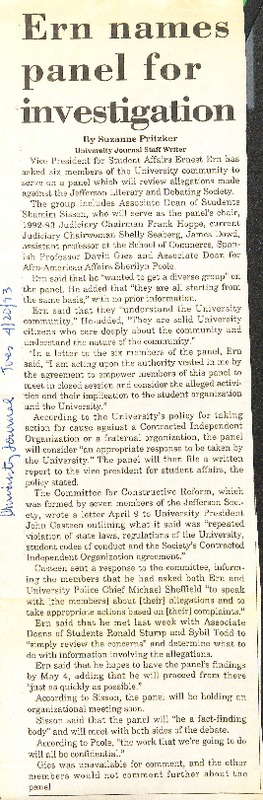 Ern names
panel for
investigation
By Suzanne Pritzker
University Journal Staff Writer
Vice President for Student Affairs Ernest Ern has
asked six members of the University community to
serve on a panel which will review allegations made
against the Jefferson Literary and Debating Society.
The group includes Associate Dean of Students
Shamim Sisson, who will serve as the panel's chair,
1992-93 Judiciary Chairman Frank Hoppe, current
Judiciary Chairwoman Shelly Seaberg, James Dowd,
assistant professor at the School of Commerce, Span-
ish Professor David Gies and Associate Dean for
Afro-American Affairs Sherilyn Poole.
Ern said that he "wanted to get a diverse group" on
the panel. He added that "they are all starting from
the same basis," with no prior information.
Ern said that they "understand the University
community." He added, "They are solid University
citizens who care deeply about the community and
understand the nature of the community."
"In a letter to the six members of the panel, Ern
said, "I am acting upon the authority vested in me by
the agreement to empower members of this panel to
meet in closed session and consider the alleged activi-
ties and their implication to the student organization
and the University."
According to the University's policy for taking
action for cause against a Contracted Independent
Organization or a fraternal organization, the panel
will consider "an appropriate response to be taken by
the University." The panel will then file a written
report to the vice president for student affairs, the
policy stated.
The Committee for Constructive Reform, which
was formed by seven members of the Jefferson Soc-
iety, wrote a letter April 9 to University President
John Casteen outlining what it said was "repeated
violation of state laws, regulations of the University,
student codes of conduct and the Society's Contracted
Independent Organization agreement."
Casteen sent a response to the committee, inform-
ing the members that he had asked both Ern and
University Police Chief Michael Sheffield "to speak
with [the members] about [their] allegations and to
take appropriate actions based on [their] complaints."
Ern said that he met last week with Associate
Deans of Students Ronald Stump and Sybil Todd to
"simply review the concerns" and determine what to
do with information involving the allegations.
Ern said that he hopes to have the panel's findings
by May 4, adding that he will proceed from there
"just as quickly as possible."
According to Sisson, the panel will be holding an
organizational meeting soon.
Sisson said that the panel will "be a fact-finding
body" and will meet with both sides of the debate.
According to Poole, "the work that we're going to do
will all be confidential."
Gies was unavailable for comment, and the other
members would not comment further about the
panel
University Journal Tues 4/20/93